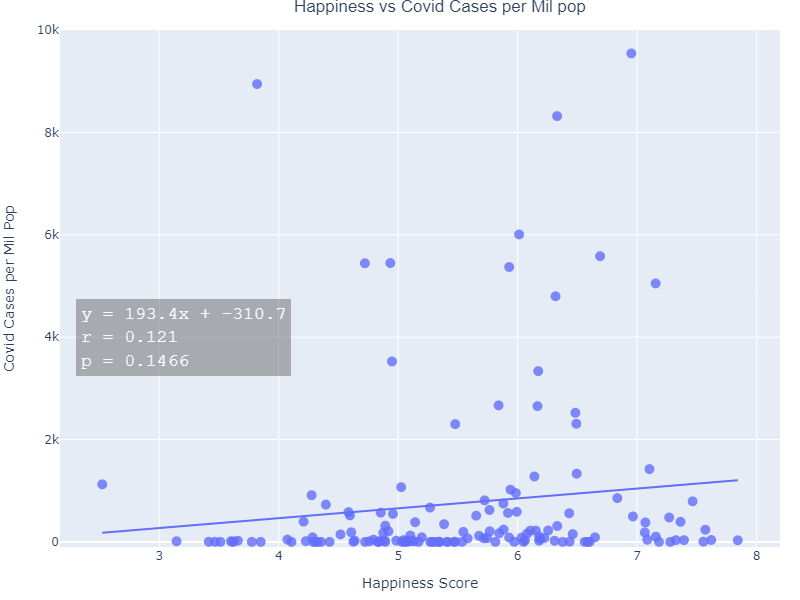 Happiness vs Covid Cases per Mil pop
10k
8k
6k
4k
2k
0
Covid Cases per Mil Pop
y = 193.4x + −310.7
r = 0.121
p = 0.1466
3 4 5 6 7 8
Happiness Score